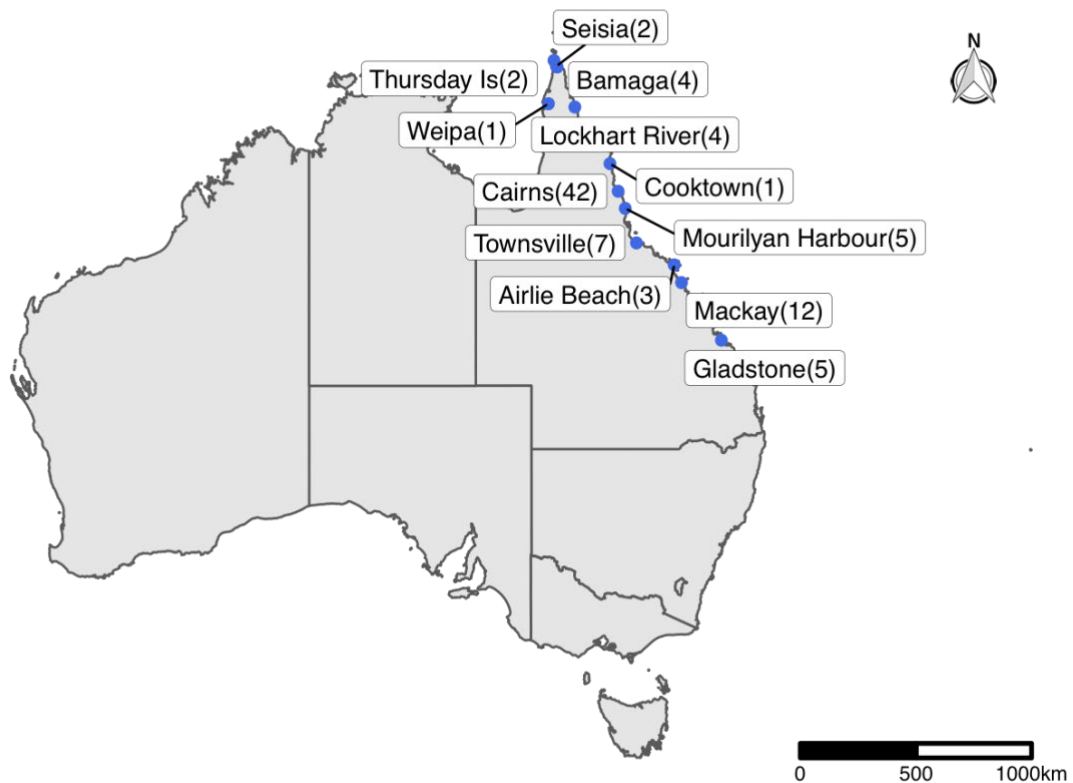 Seisia(2)
N
Thursday Is(2)
Bamaga(4)
Weipa(1)
Lockhart River(4)
Cairns(42)
Cooktown(1)
Townsville(7)
Mourilyan Harbour(5)
Airlie Beach(3)
Mackay(12)
Gladstone(5)
0 500 1000km